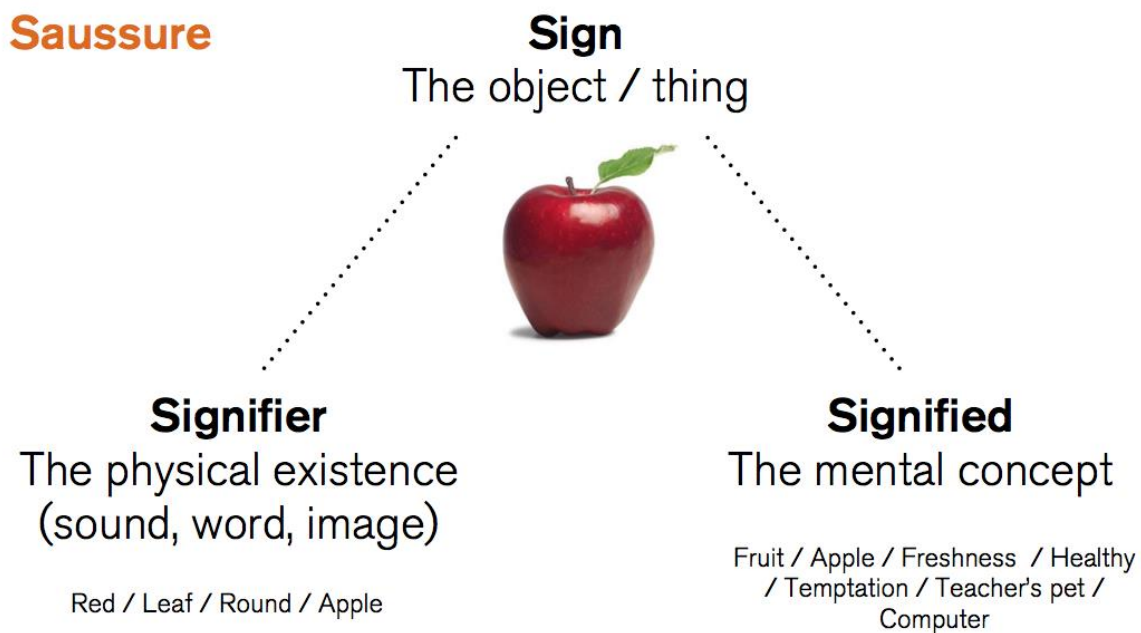 Saussure
Sign
The object / thing
Signifier
The physical existence
(sound, word, image)
Red / Leaf / Round / Apple
Signified
The mental concept
Fruit / Apple / Freshness / Healthy
/ Temptation / Teacher's pet /
Computer